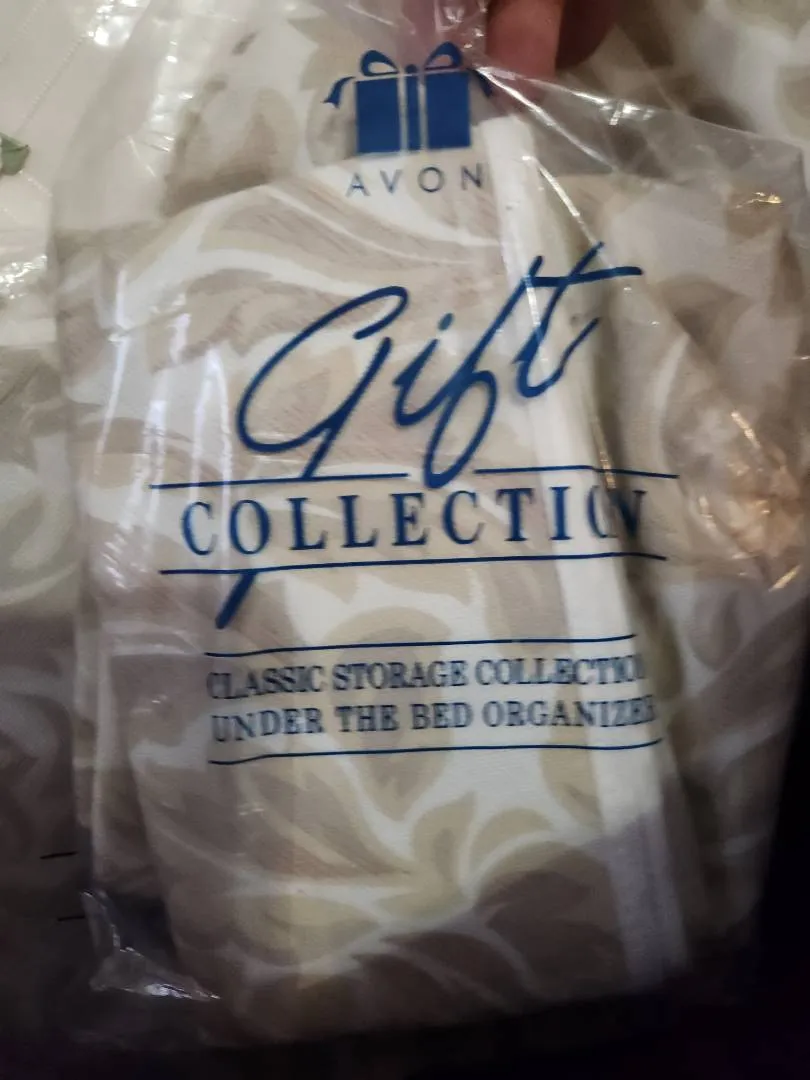 AVON
Gift
COLLECTION
CLASSIC STORAGE COLLECTION
UNDER THE BED ORGANIZER